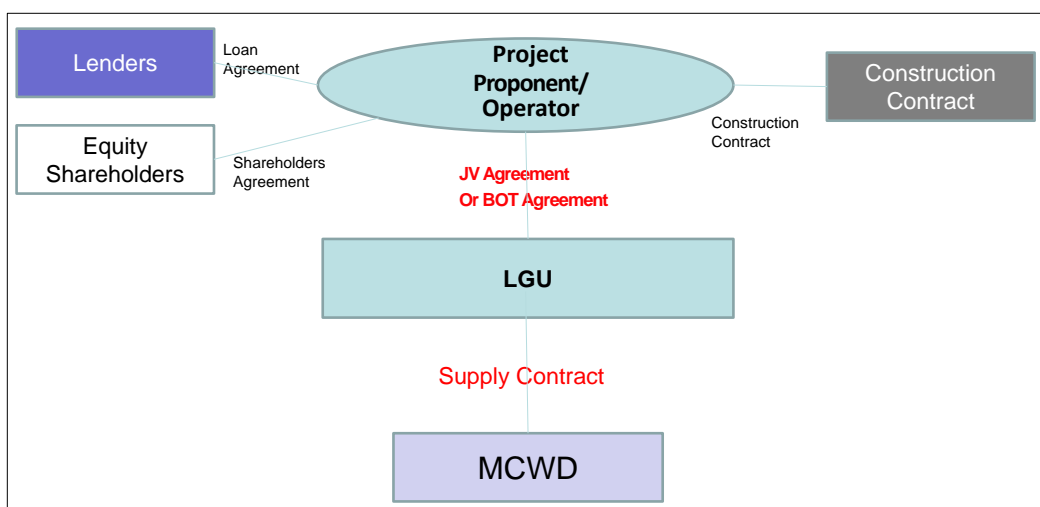 Lenders
Loan
Agreement
Project
Proponent/
Operator
Construction
Contract
Equity
Shareholders
Shareholders
Agreement
Construction
Contract
JV Agreement
Or BOT Agreement
LGU
Supply Contract
MCWD